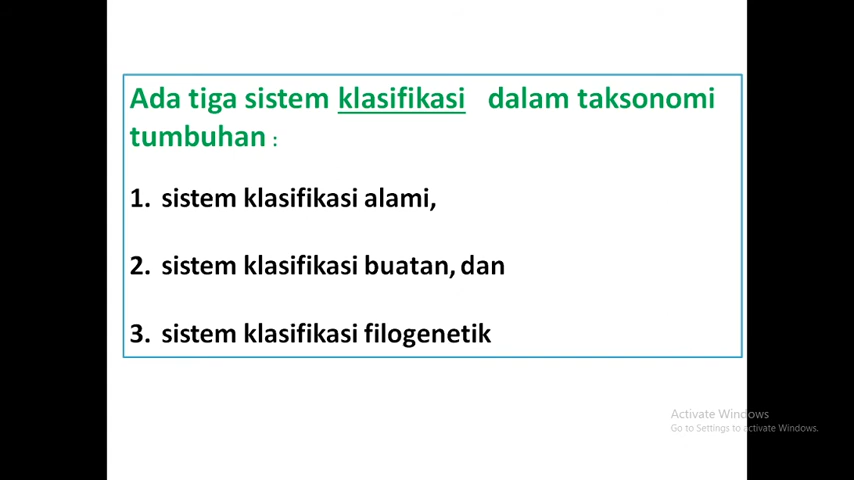 Ada tiga sistem klasifikasi dalam taksonomi
tumbuhan :
1. sistem klasifikasi alami,
2. sistem klasifikasi buatan, dan
3. sistem klasifikasi filogenetik
Activate Windows
Go to Settings to activate Windows.